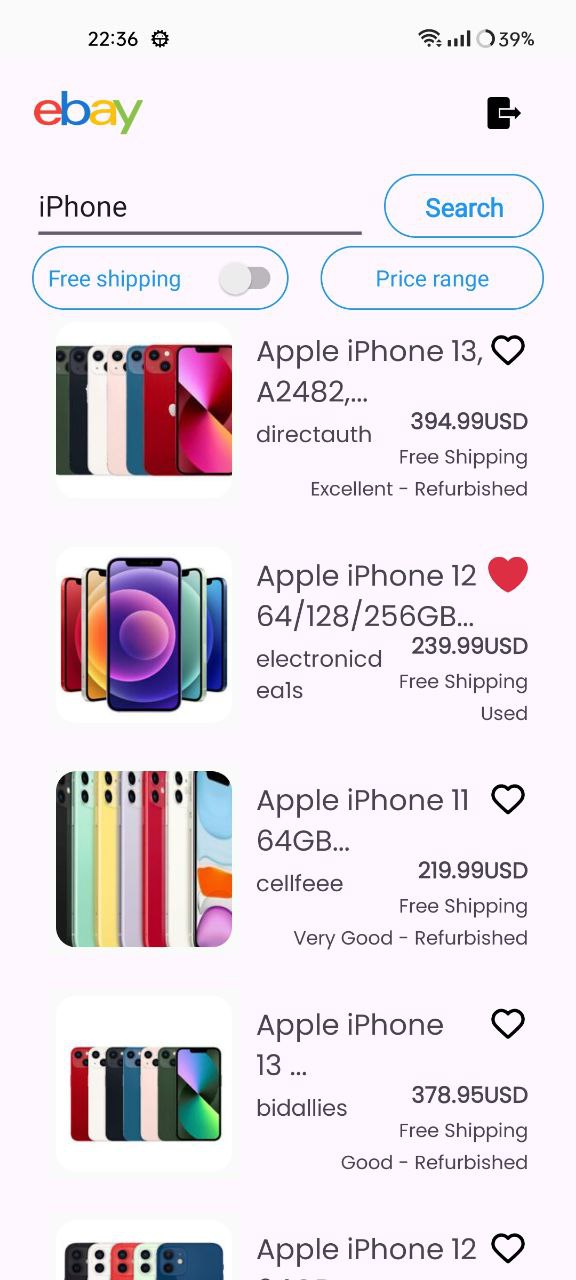 22:36 39%
ebay
iPhone Search
Free shipping Price range
Apple iPhone 13,
A2482,...
directauth 394.99USD
Free Shipping
Excellent - Refurbished
Apple iPhone 12
64/128/256GB...
electronicd 239.99USD
ea1s Free Shipping
Used
Apple iPhone 11
64GB...
cellfeee 219.99USD
Free Shipping
Very Good - Refurbished
Apple iPhone
13 ...
bidallies 378.95USD
Free Shipping
Good - Refurbished
Apple iPhone 12